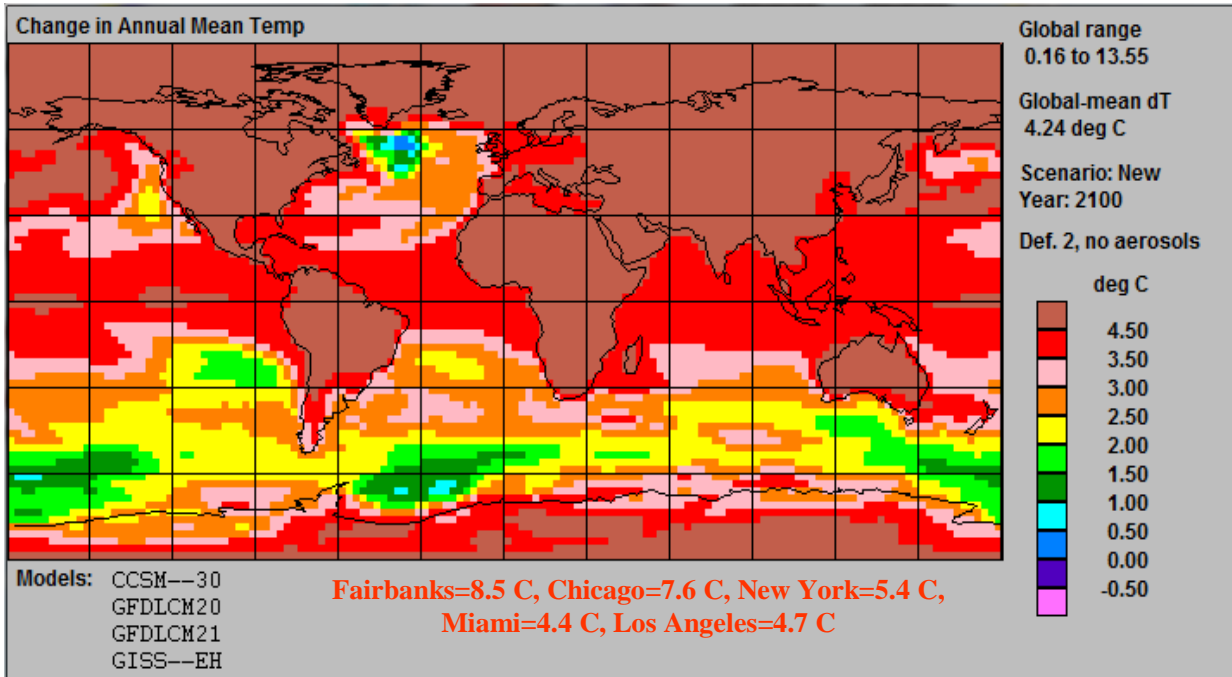 Change in Annual Mean Temp
Global range
0.16 to 13.55
Global-mean dT
4.24 deg C
Scenario: New
Year: 2100
Def. 2, no aerosols
deg C
4.50
3.50
3.00
2.50
2.00
1.50
1.00
0.50
0.00
-0.50
Models: CCSM--30
GFDLCM20
GFDLCM21
GISS--EH
Fairbanks=8.5 C, Chicago=7.6 C, New York=5.4 C,
Miami=4.4 C, Los Angeles=4.7 C